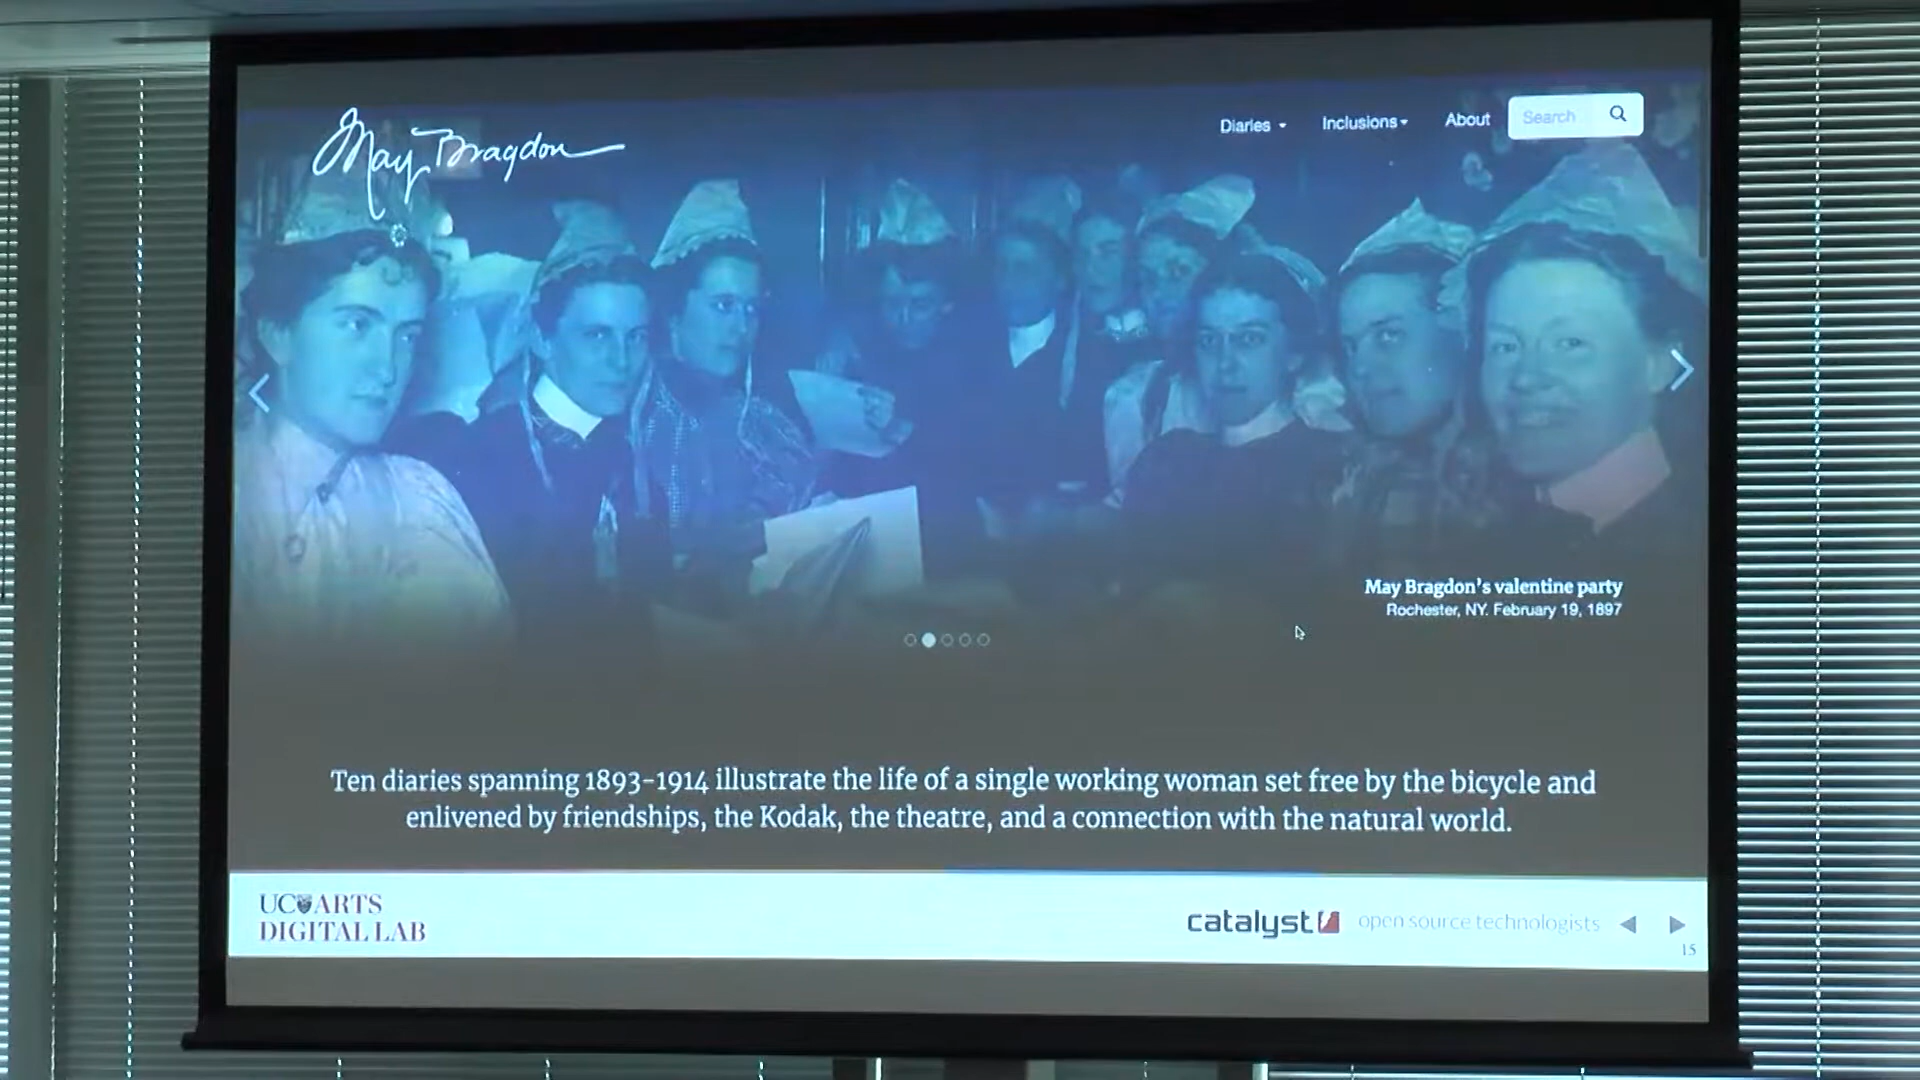 May Bragdon
Diaries
Inclusions
About
Search
May Bragdon's valentine party
Rochester, NY. February 19, 1897
Ten diaries spanning 1893–1914 illustrate the life of a single working woman set free by the bicycle and
enlivened by friendships, the Kodak, the theatre, and a connection with the natural world.
UC ARTS
DIGITAL LAB
catalyst open source technologists
15